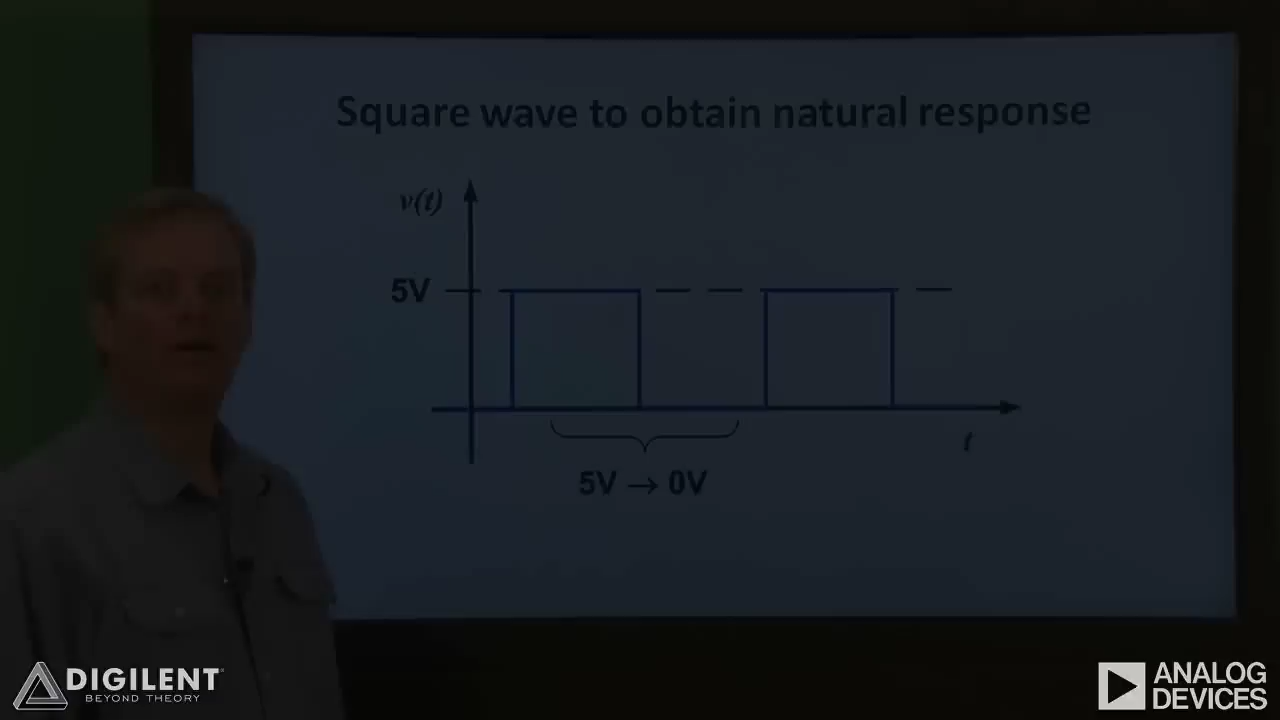 Square wave to obtain natural response
v(t)
5V
t
5V → 0V
DIGILENT
BEYOND THEORY
ANALOG
DEVICES